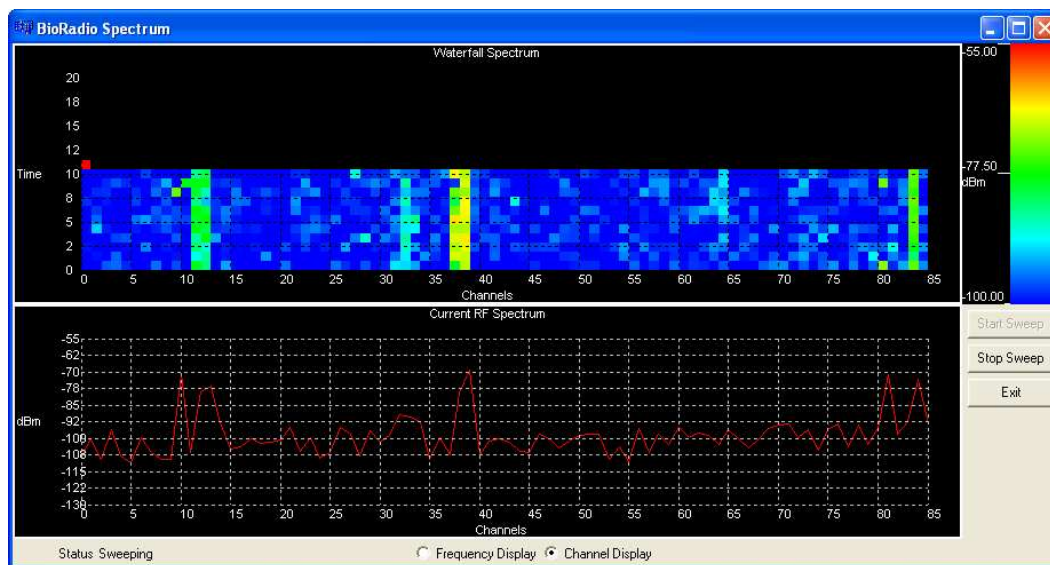 BioRadio Spectrum
Waterfall Spectrum
-55.00
-77.50
dBm
-100.00
Time
20
18
15
12
10
8
5
2
0
0 5 10 15 20 25 30 35 40 45 50 55 60 65 70 75 80 85
Channels
Current RF Spectrum
dBm
-55
-62
-70
-78
-85
-92
-100
-108
-115
-122
-130
0 5 10 15 20 25 30 35 40 45 50 55 60 65 70 75 80 85
Channels
Start Sweep
Stop Sweep
Exit
Status Sweeping
Frequency Display Channel Display